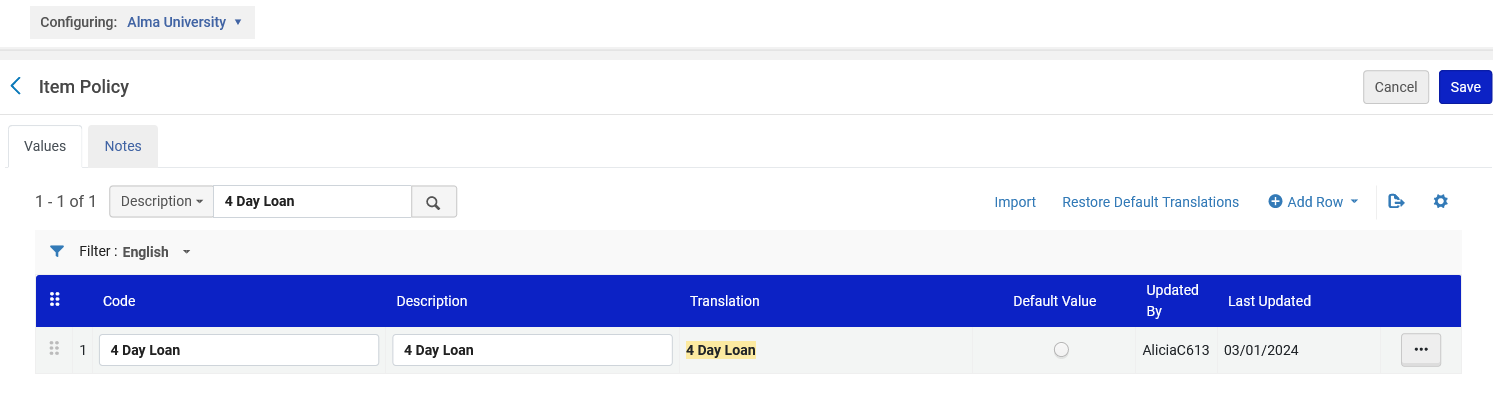 Configuring: Alma University
Item Policy
Cancel Save
Values Notes
1 - 1 of 1 Description 4 Day Loan Import Restore Default Translations Add Row
Filter : English
Code Description Translation Default Value Updated By Last Updated
1 4 Day Loan 4 Day Loan 4 Day Loan AliciaC613 03/01/2024